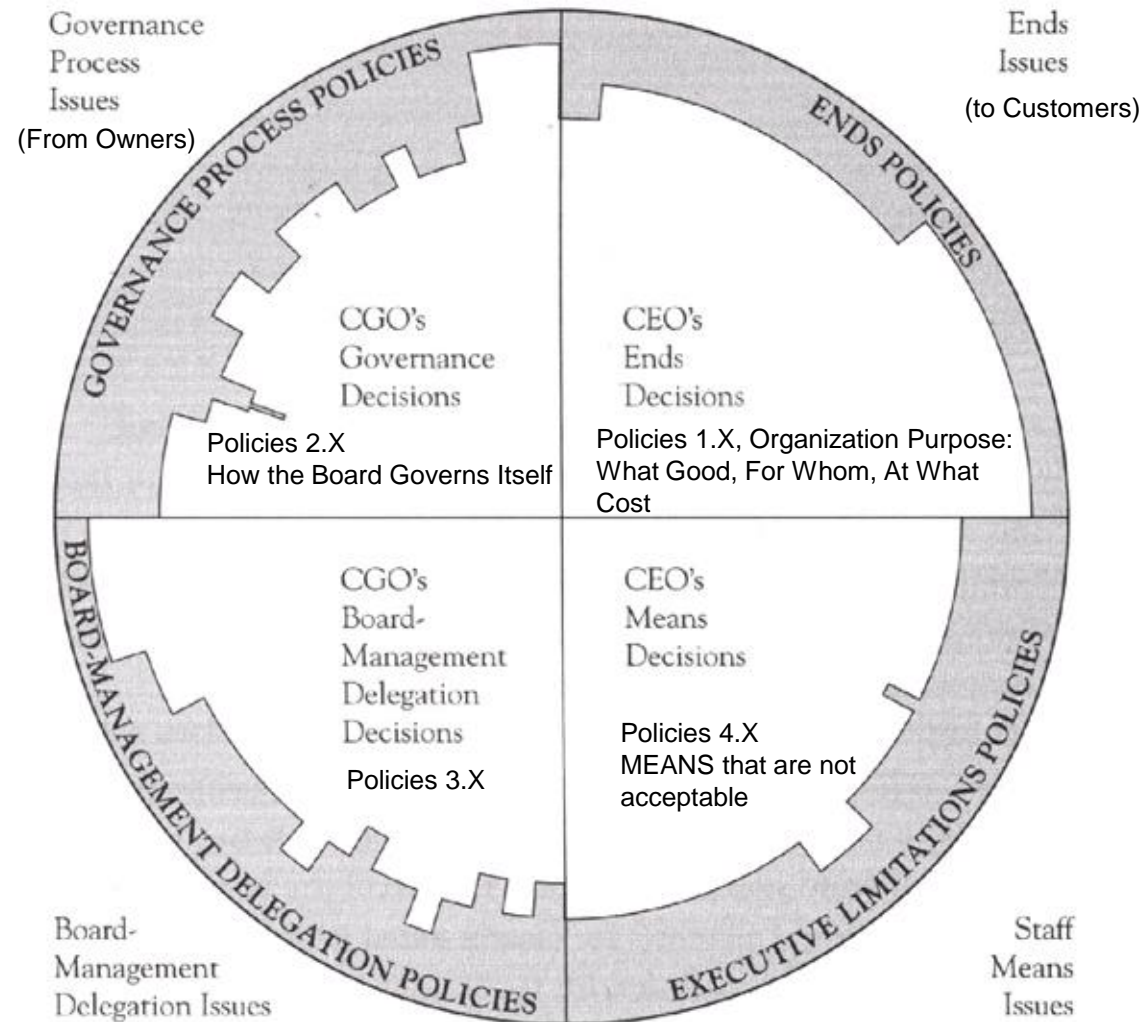 Governance
Process
Issues
(From Owners)
Ends
Issues
(to Customers)
GOVERNANCE PROCESS POLICIES
ENDS POLICIES
CGO's
Governance
Decisions
Policies 2.X
How the Board Governs Itself
CEO's
Ends
Decisions
Policies 1.X, Organization Purpose:
What Good, For Whom, At What
Cost
BOARD-MANAGEMENT DELEGATION POLICIES
CGO's
Board-
Management
Delegation
Decisions
Policies 3.X
CEO's
Means
Decisions
Policies 4.X
MEANS that are not
acceptable
EXECUTIVE LIMITATIONS POLICIES
Board-
Management
Delegation Issues
Staff
Means
Issues